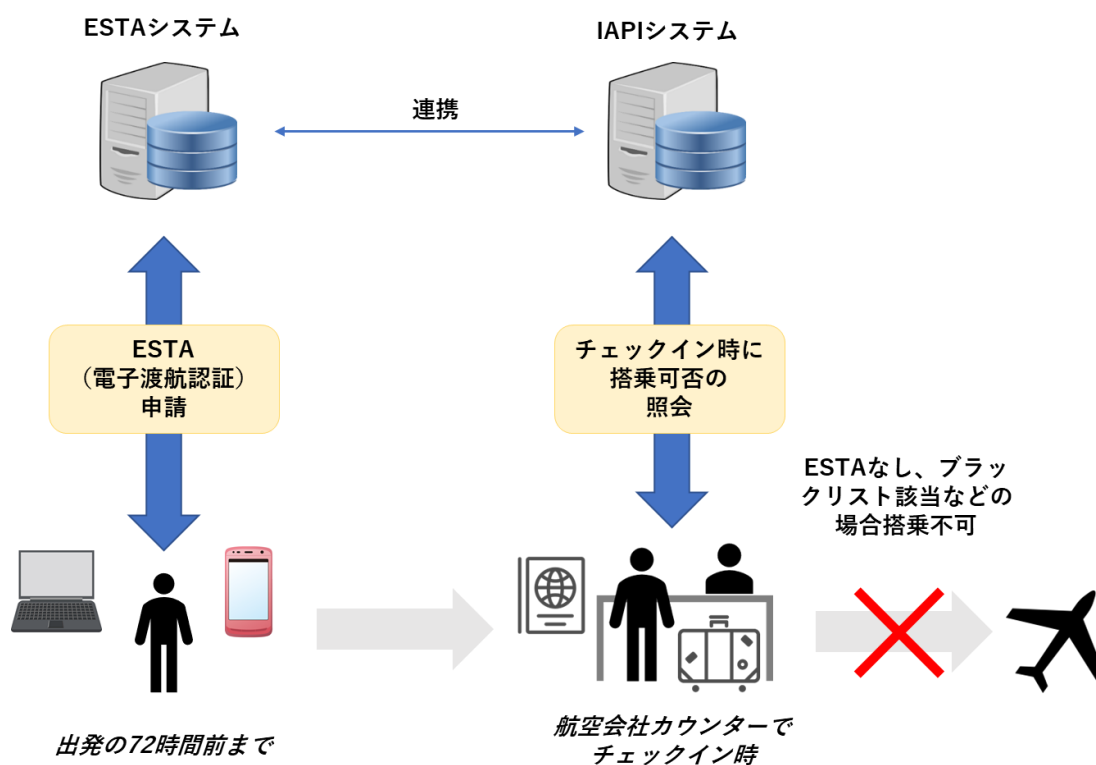 ESTAシステム
IAPIシステム
連携
ESTA
（電子渡航認証）
申請
チェックイン時に
搭乗可否の
照会
ESTAなし、ブラッ
クリスト該当などの
場合搭乗不可
出発の72時間前まで
航空会社カウンターで
チェックイン時